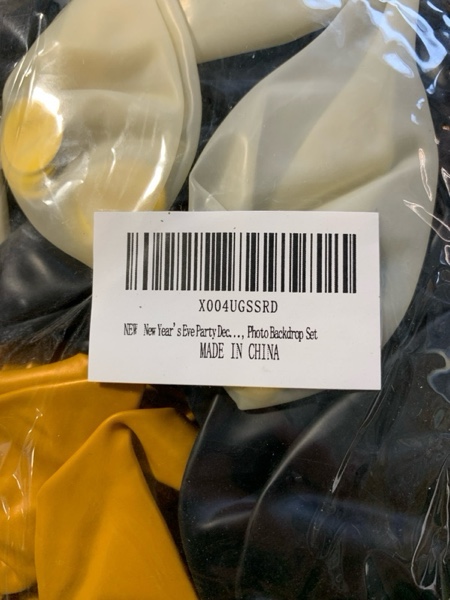 X004UGSSRD
NEW New Year's Eve Party Dec..., Photo Backdrop Set
MADE IN CHINA